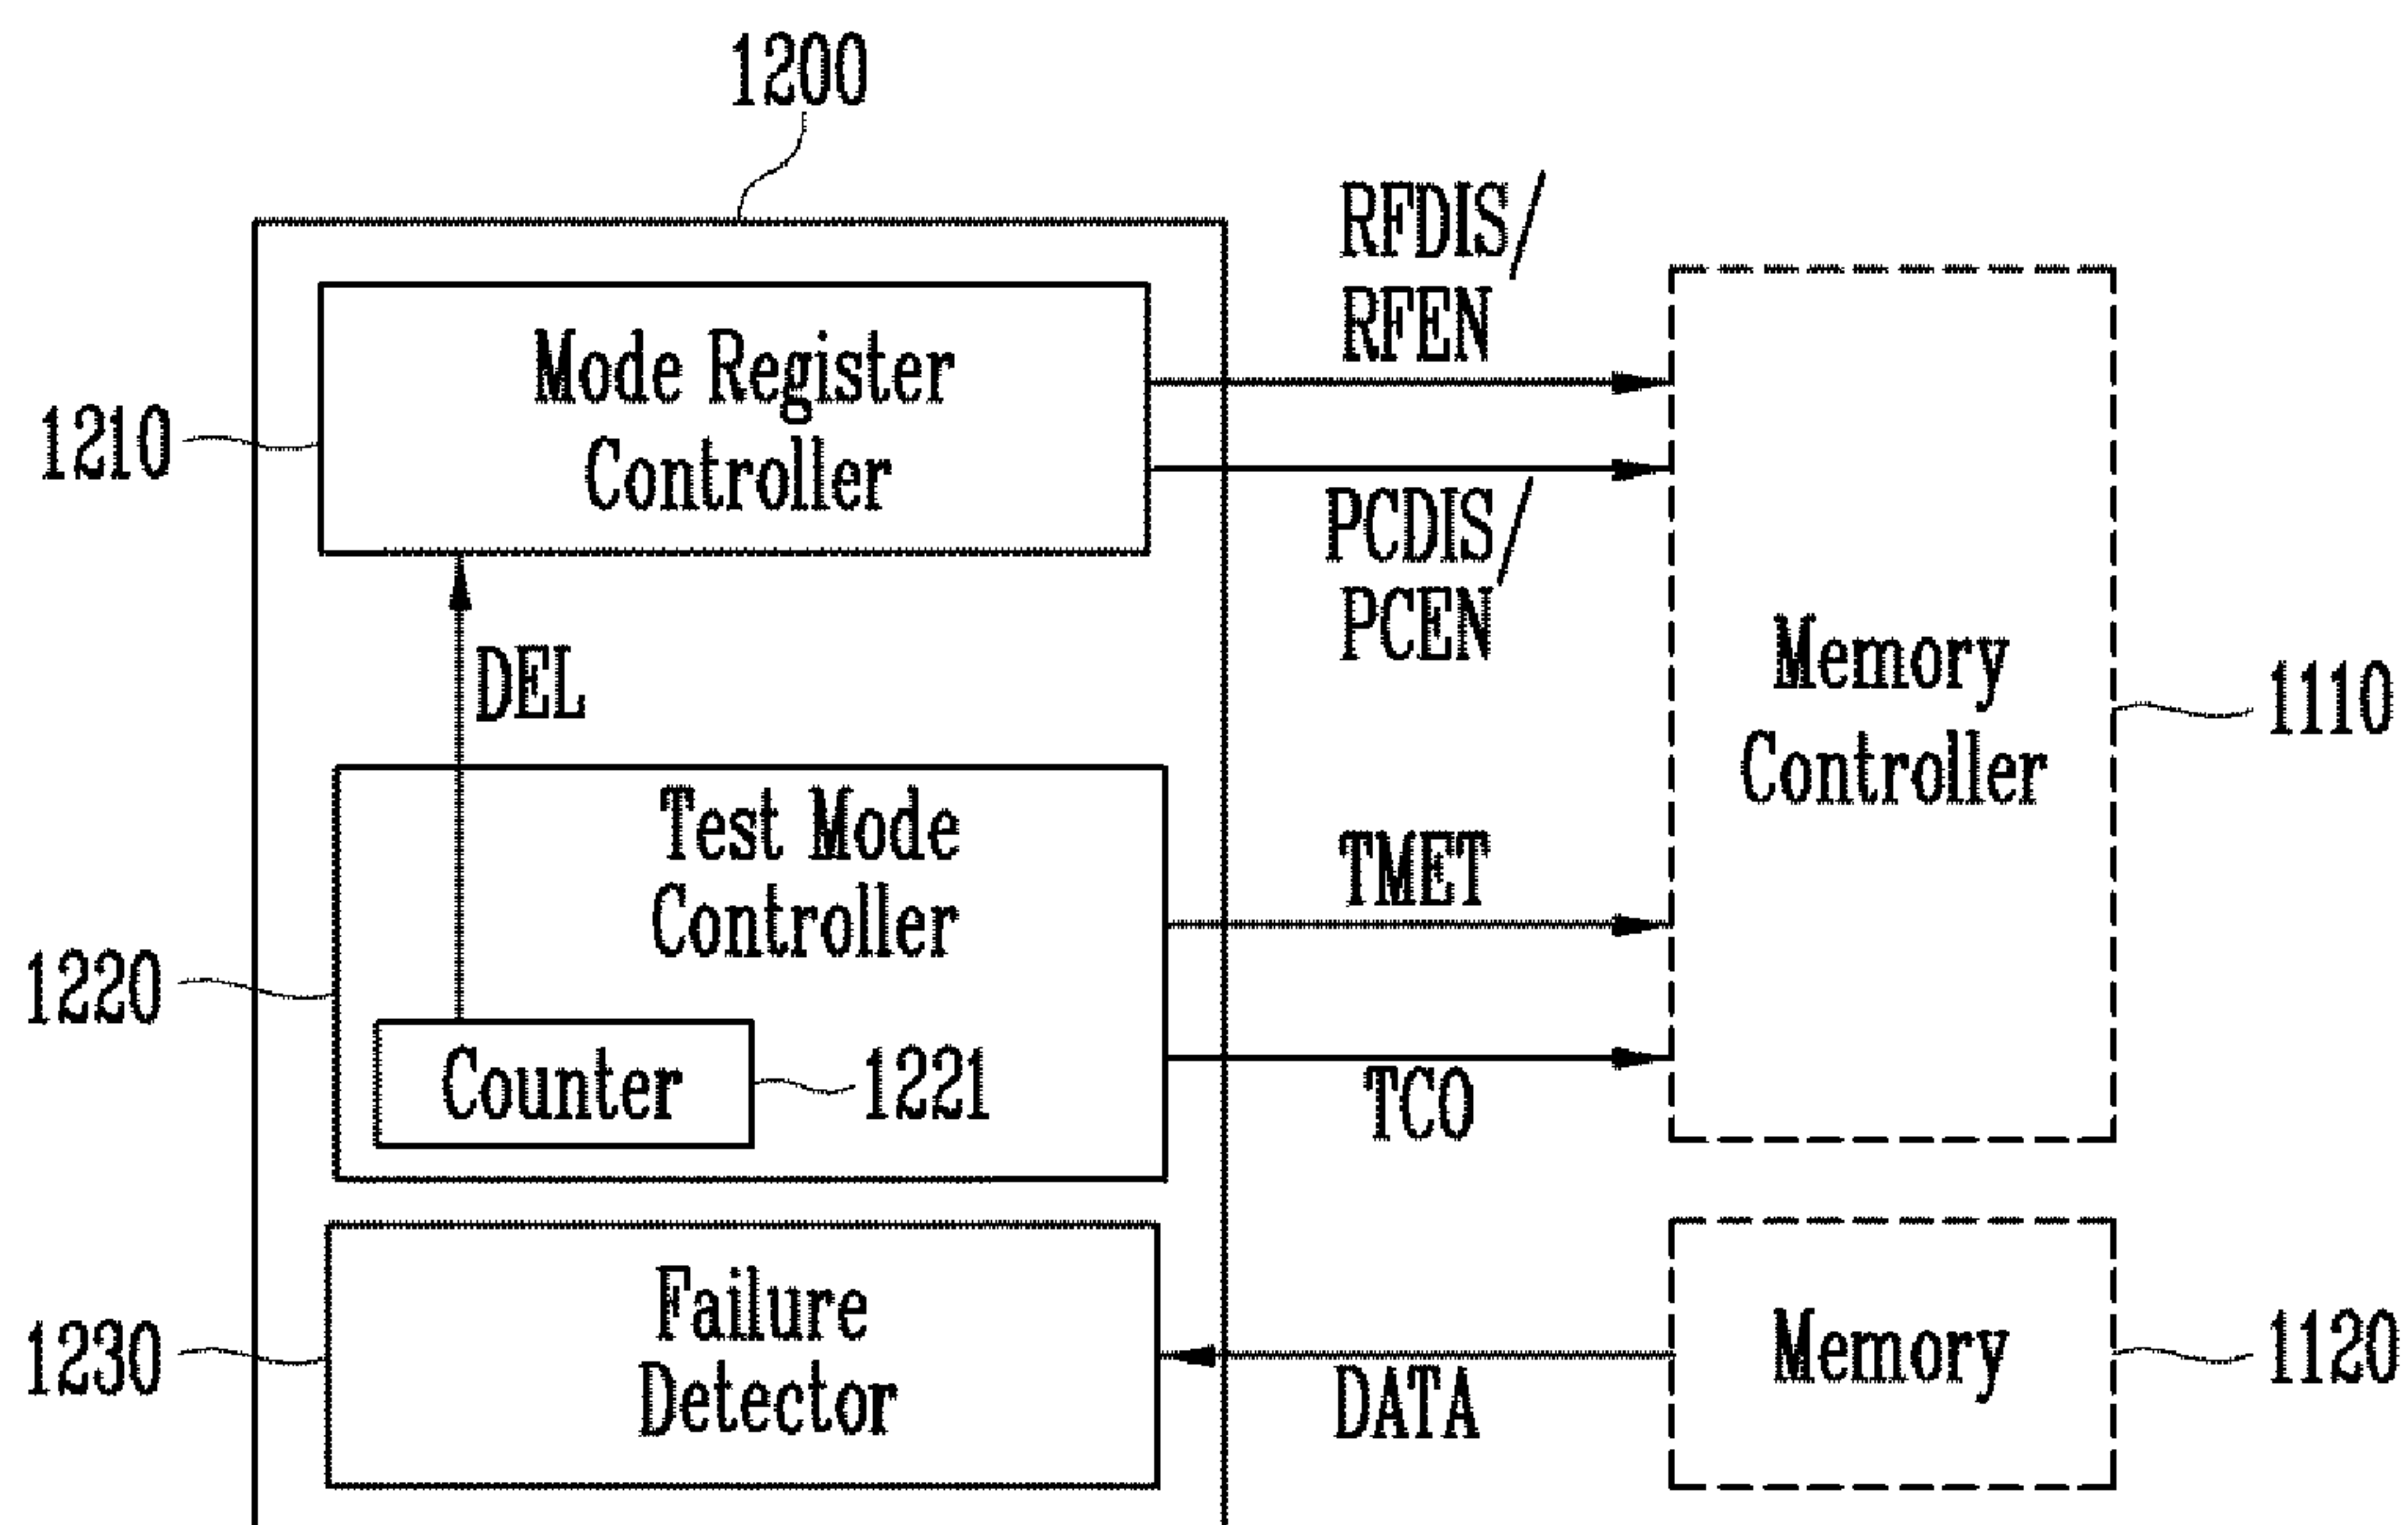 1200
RFDIS/
RFEN
Mode Register
Controller
1210
PCDIS/
PCEN
DEL
Memory
Controller
1110
Test Mode
Controller
TMET
1220
Counter
1221
TCO
Failure
Detector
1230
Memory
1120
DATA